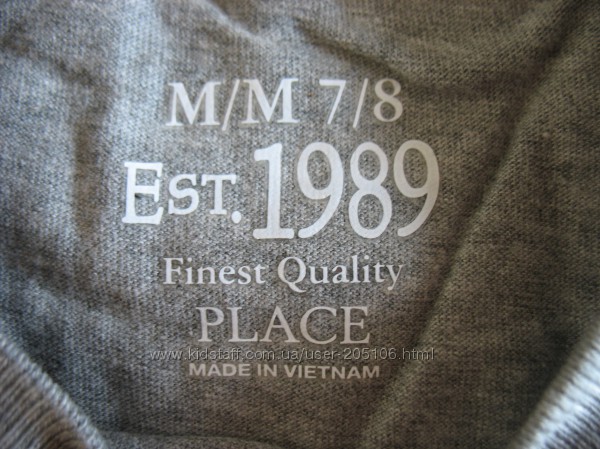 M/M 7/8
EST. 1989
Finest Quality
PLACE
www.kidstaff.com.ua/user-205106.html
MADE IN VIETNAM